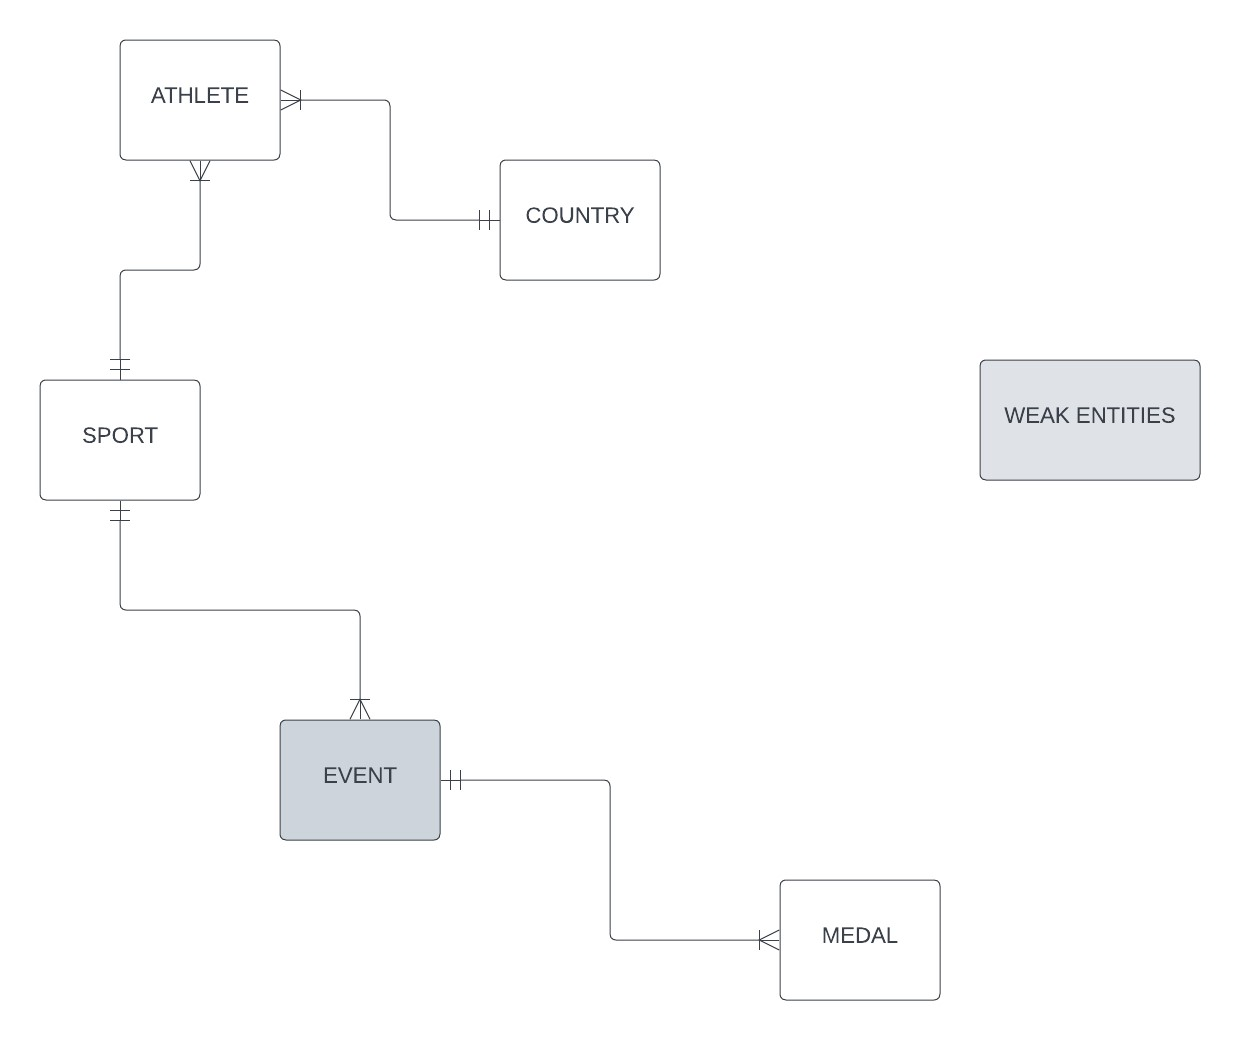 ATHLETE
COUNTRY
WEAK ENTITIES
SPORT
EVENT
MEDAL